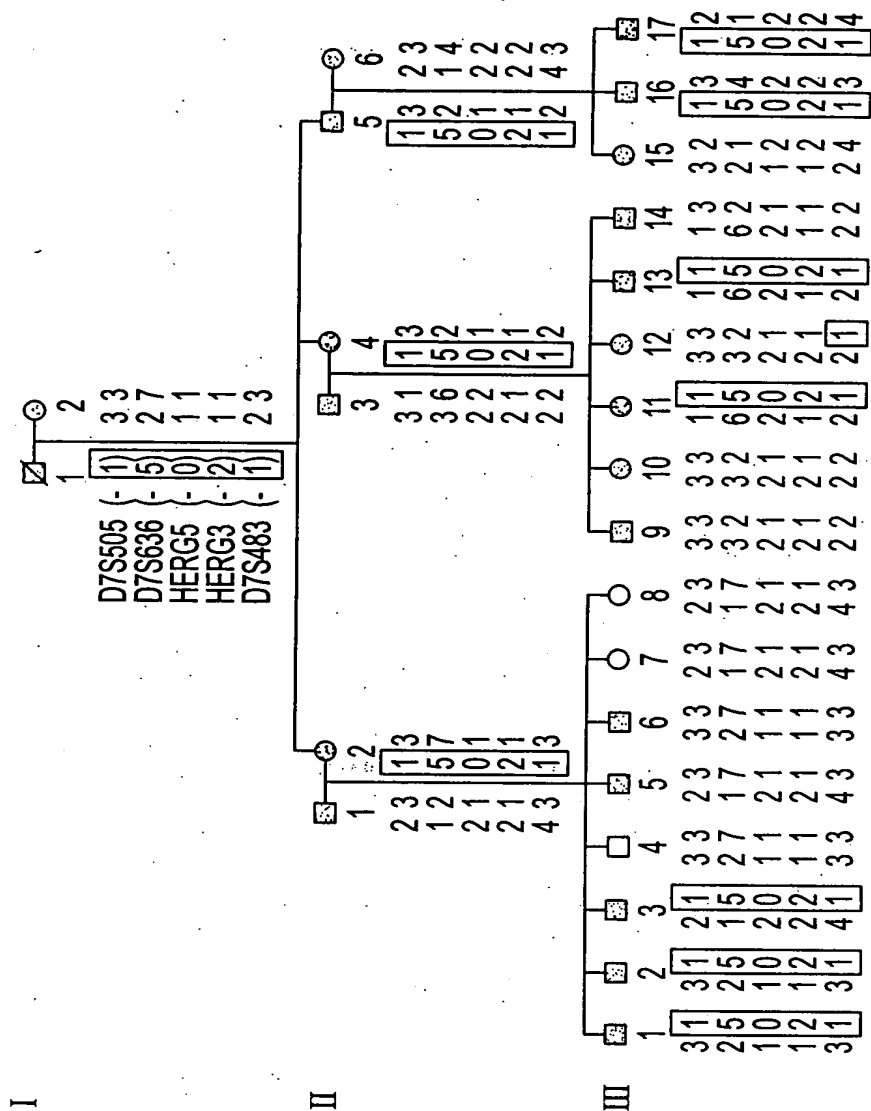 I
1 2
D7S505 (- 1) 3 3
D7S636 (- 5) 2 7
HERG5 (- 0) 1 1
HERG3 (- 2) 1 1
D7S483 (- 1) 2 3
II
1 2 3 4 5 6
2 3 1 3 3 1 1 3 1 3 2 3
1 2 5 7 3 6 5 2 5 2 1 4
2 1 0 1 2 2 0 1 0 1 2 2
2 1 2 1 2 1 2 1 2 1 2 2
4 3 1 3 2 2 1 2 1 2 4 3
III
1 2 3 4 5 6 7 8 9 10 11 12 13 14 15 16 17
3 1 3 1 2 1 3 3 2 3 3 3 2 3 2 3 3 3 3 3 1 1 3 3 1 1 1 3 3 2 1 3 1 2
2 5 2 5 1 5 2 7 1 7 2 7 1 7 1 7 3 2 3 2 6 5 3 2 6 5 6 2 2 1 5 4 5 1
1 0 1 0 2 0 1 1 2 1 1 1 2 1 2 1 2 1 2 1 2 0 2 1 2 0 2 1 1 2 0 2 0 2
1 2 1 2 2 2 1 1 2 1 1 1 2 1 2 1 2 1 2 1 1 2 2 1 1 2 1 1 1 2 2 2 2 2
3 1 3 1 4 1 3 3 4 3 3 3 4 3 4 3 2 2 2 2 2 1 2 1 2 1 2 2 2 4 1 3 1 4